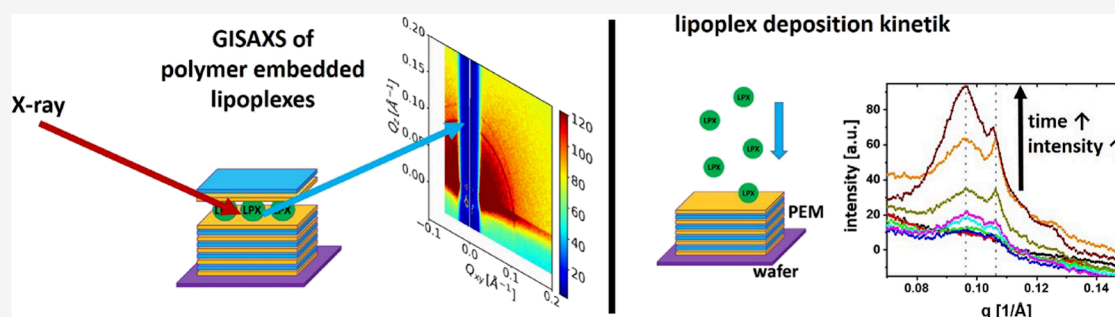 GISAXS of
polymer embedded
lipoplexes
X-ray
LPX
LPX
LPX
0.20
0.15
0.10
0.05
0.00
Qz [Å⁻¹]
-0.1
0.0
0.1
0.2
Qxy [Å⁻¹]
120
100
80
60
40
20
lipoplex deposition kinetik
LPX
LPX
LPX
LPX
LPX
PEM
wafer
intensity [a.u.]
80
60
40
20
0
time ↑
intensity ↑
0.08
0.10
0.12
0.14
q [1/Å]